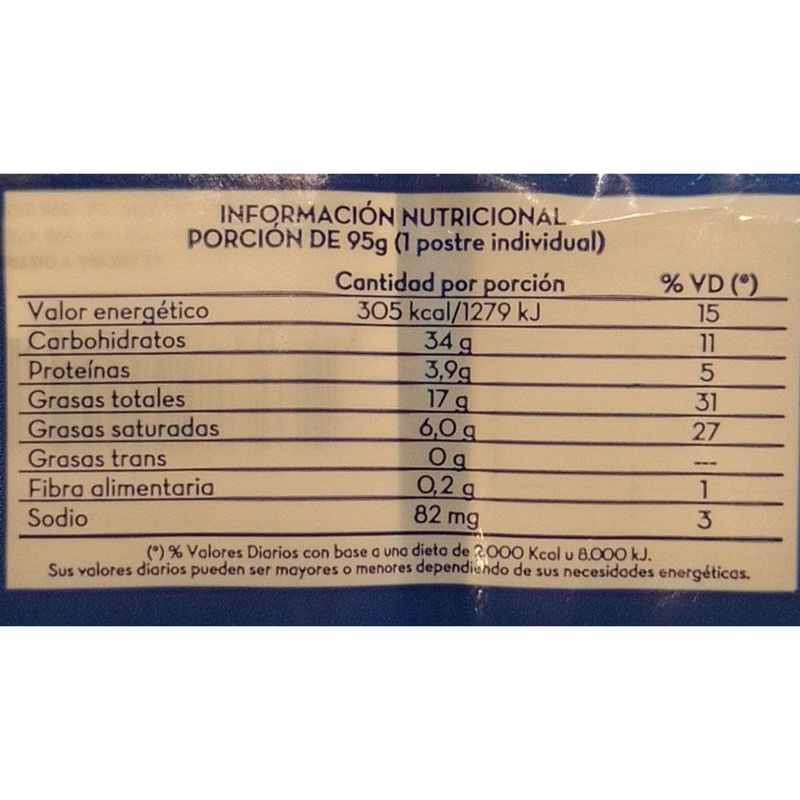 INFORMACIÓN NUTRICIONAL
PORCIÓN DE 95g (1 postre individual)
Cantidad por porción % VD (*)
Valor energético 305 kcal/1279 kJ 15
Carbohidratos 34 g 11
Proteínas 3,9g 5
Grasas totales 17 g 31
Grasas saturadas 6,0 g 27
Grasas trans 0 g ---
Fibra alimentaria 0,2 g 1
Sodio 82 mg 3
(*) % Valores Diarios con base a una dieta de 2000 Kcal u 8.000 kJ.
Sus valores diarios pueden ser mayores o menores dependiendo de sus necesidades energéticas.